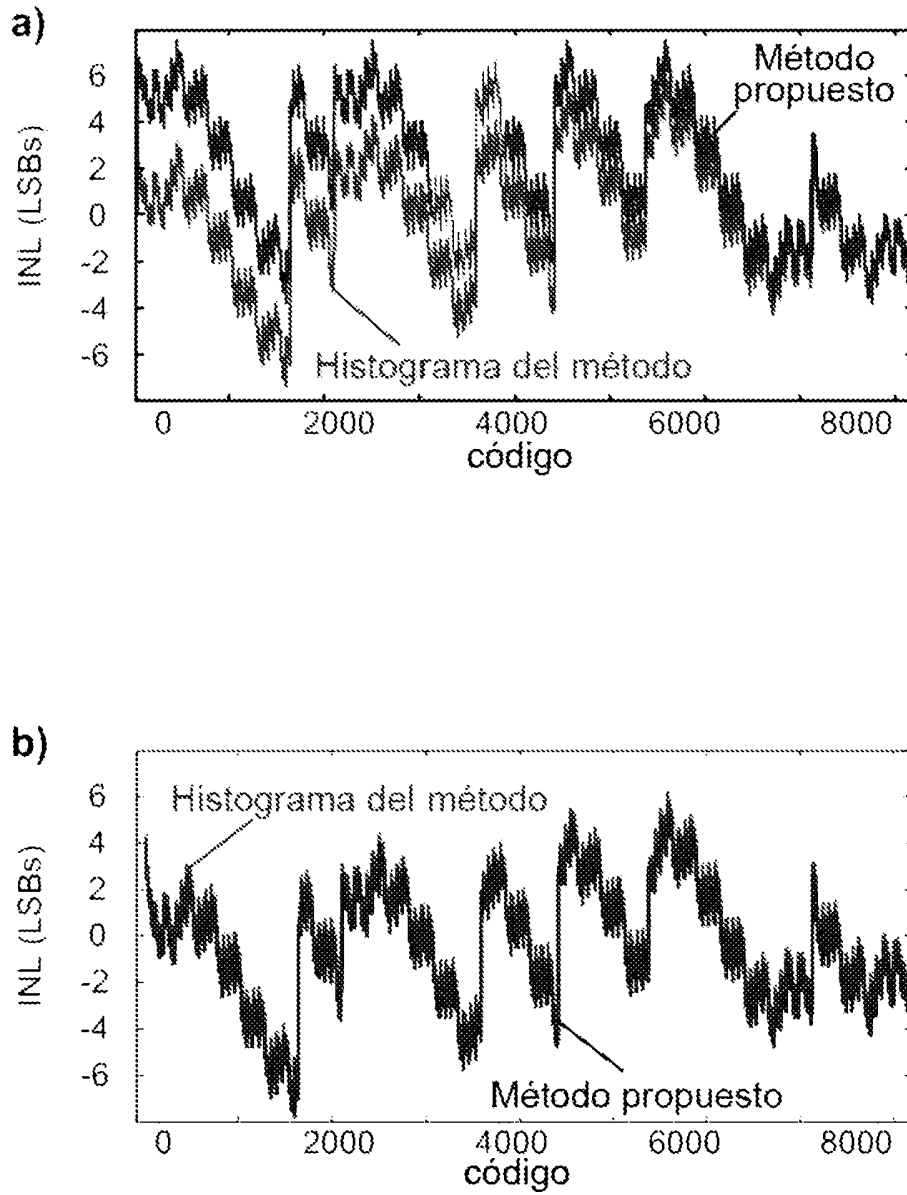 a)
6
4
2
0
-2
-4
-6
INL (LSBs)
Método
propuesto
Histograma del método
0 2000 4000 6000 8000
código
b)
6
4
2
0
-2
-4
-6
INL (LSBs)
Histograma del método
Método propuesto
0 2000 4000 6000 8000
código